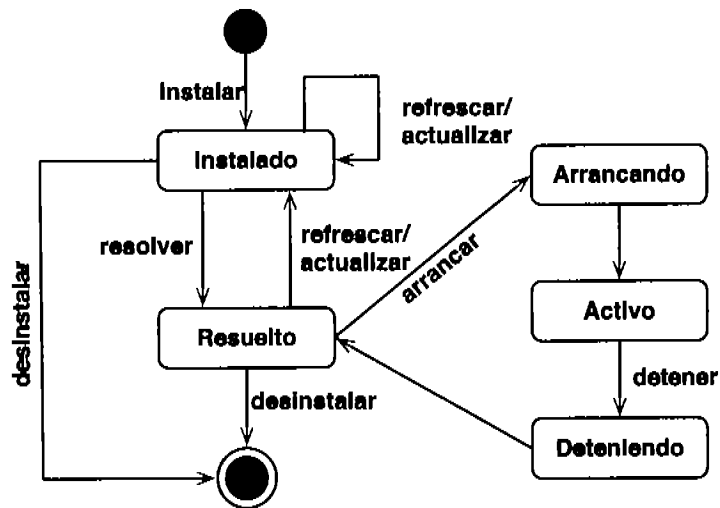 instalar
refrescar/
actualizar
Instalado
Arrancando
resolver
refrescar/
actualizar
arrancar
Resuelto
Activo
desinstalar
desinstalar
detener
Deteniendo